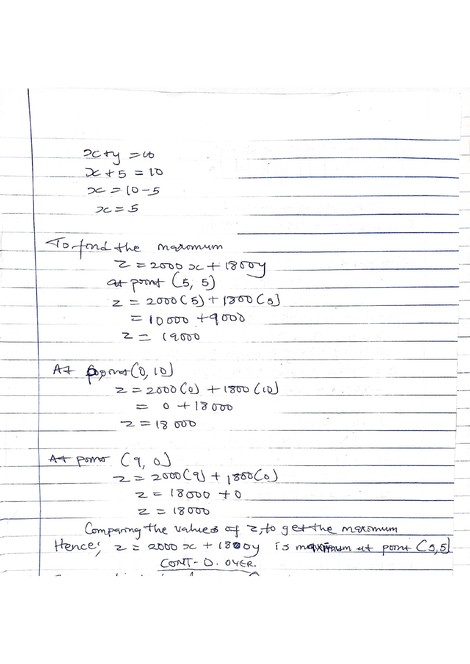 x+y = 10
x + 5 = 10
x = 10-5
x = 5
To find the maximum
Z = 2000 x + 1800y
at point (5, 5)
Z = 2000(5) + 1800(5)
= 10000 + 9000
Z = 19000
At point (0, 10)
Z = 2000(0) + 1800(10)
= 0 + 18000
Z = 18000
At point (9, 0)
Z = 2000(9) + 1800(0)
Z = 18000 + 0
Z = 18000
Comparing the values of Z, to get the maximum
Hence; Z = 2000 x + 1800y is maximum at point (5,5)
CONT-D. OVER